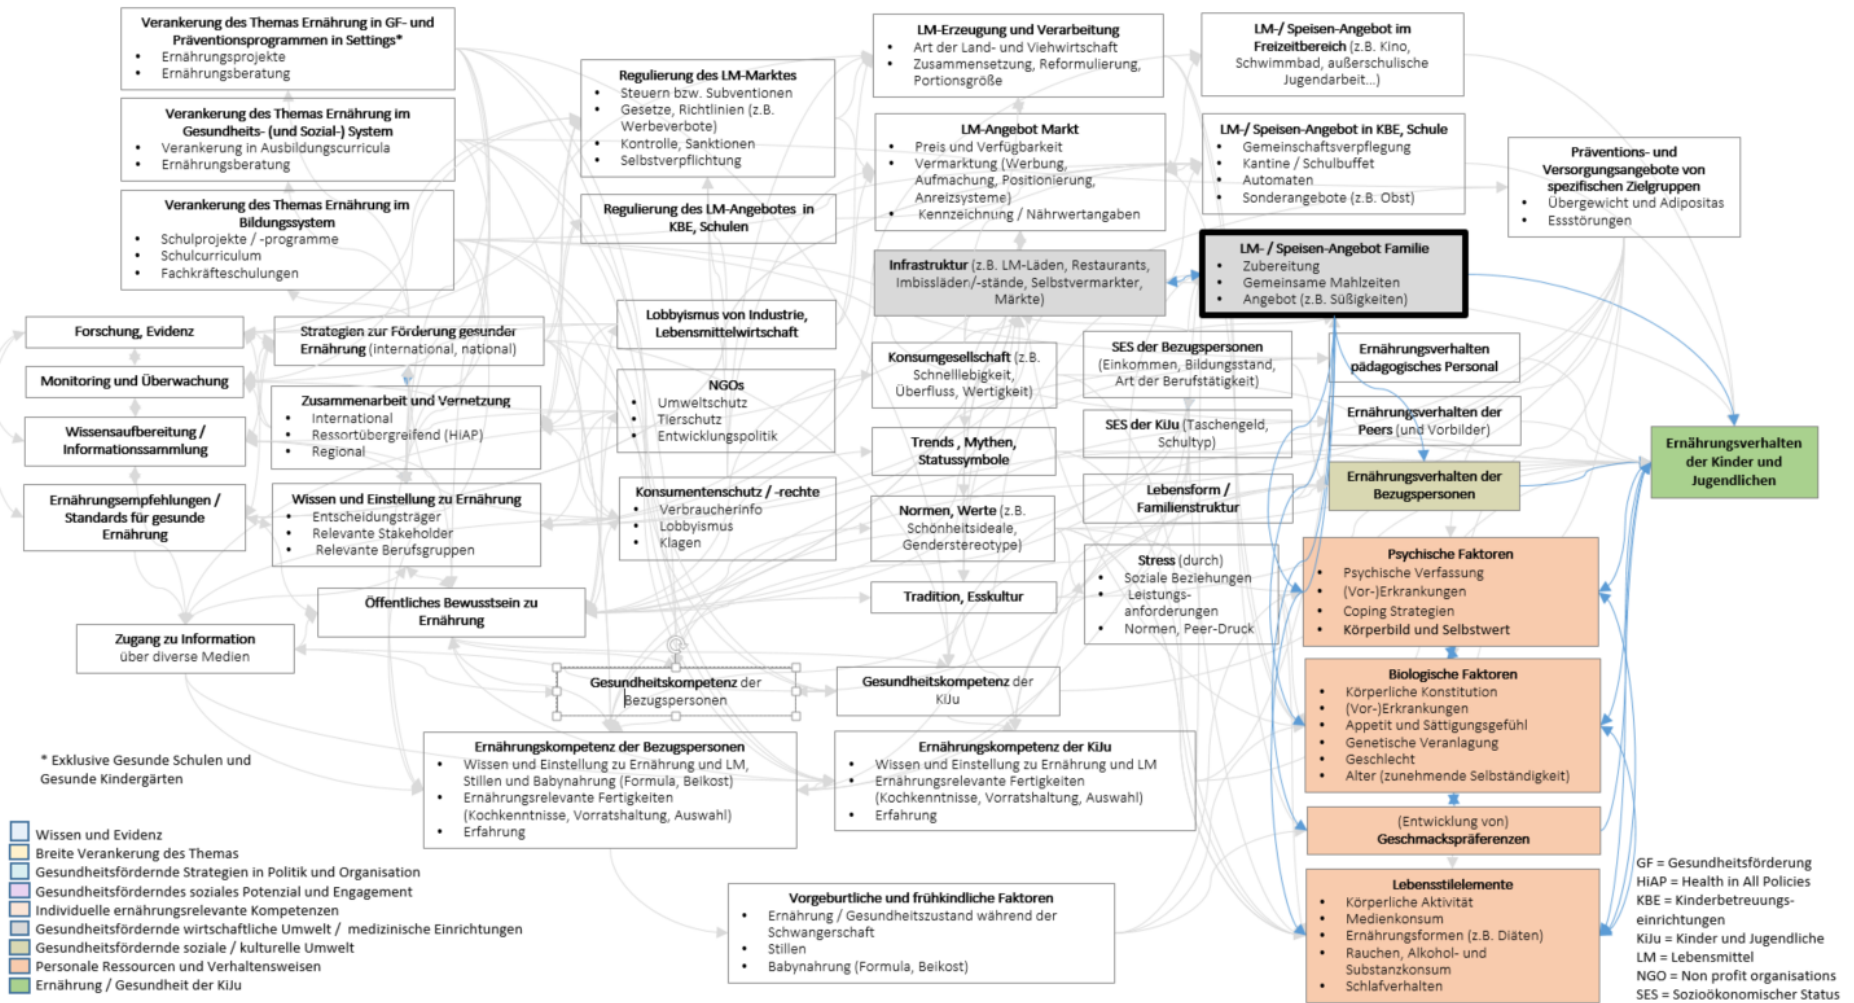 Verankerung des Themas Ernährung in GF- und
Präventionsprogrammen in Settings*
• Ernährungsprojekte
• Ernährungsberatung
Verankerung des Themas Ernährung im
Gesundheits- (und Sozial-) System
• Verankerung in Ausbildungscurricula
• Ernährungsberatung
Verankerung des Themas Ernährung im
Bildungssystem
• Schulprojekte / -programme
• Schulcurriculum
• Fachkräfteschulungen
Forschung, Evidenz
Monitoring und Überwachung
Wissensaufbereitung /
Informationssammlung
Ernährungsempfehlungen /
Standards für gesunde
Ernährung
Strategien zur Förderung gesunder
Ernährung (international, national)
Zusammenarbeit und Vernetzung
• International
• Ressortübergreifend (HiAP)
• Regional
Wissen und Einstellung zu Ernährung
• Entscheidungsträger
• Relevante Stakeholder
• Relevante Berufsgruppen
Öffentliches Bewusstsein zu
Ernährung
Zugang zu Information
über diverse Medien
Regulierung des LM-Marktes
• Steuern bzw. Subventionen
• Gesetze, Richtlinien (z.B.
Werbeverbote)
• Kontrolle, Sanktionen
• Selbstverpflichtung
Regulierung des LM-Angebotes in
KBE, Schulen
Lobbyismus von Industrie,
Lebensmittelwirtschaft
NGOs
• Umweltschutz
• Tierschutz
• Entwicklungspolitik
Konsumentenschutz / -rechte
• Verbraucherinfo
• Lobbyismus
• Klagen
Gesundheitskompetenz der
Bezugspersonen
Gesundheitskompetenz der
KiJu
Ernährungskompetenz der Bezugspersonen
• Wissen und Einstellung zu Ernährung und LM,
Stillen und Babynahrung (Formula, Beikost)
• Ernährungsrelevante Fertigkeiten
(Kochkenntnisse, Vorratshaltung, Auswahl)
• Erfahrung
Ernährungskompetenz der KiJu
• Wissen und Einstellung zu Ernährung und LM
• Ernährungsrelevante Fertigkeiten
(Kochkenntnisse, Vorratshaltung, Auswahl)
• Erfahrung
Vorgeburtliche und frühkindliche Faktoren
• Ernährung / Gesundheitszustand während der
Schwangerschaft
• Stillen
• Babynahrung (Formula, Beikost)
LM-Erzeugung und Verarbeitung
• Art der Land- und Viehwirtschaft
• Zusammensetzung, Reformulierung,
Portionsgröße
LM-Angebot Markt
• Preis und Verfügbarkeit
• Vermarktung (Werbung,
Aufmachung, Positionierung,
Anreizsysteme)
• Kennzeichnung / Nährwertangaben
Infrastruktur (z.B. LM-Läden, Restaurants,
Imbissläden/-stände, Selbstvermarkter,
Märkte)
Konsumgesellschaft (z.B.
Schnelllebigkeit,
Überfluss, Wertigkeit)
Trends , Mythen,
Statussymbole
Normen, Werte (z.B.
Schönheitsideale,
Genderstereotype)
Tradition, Esskultur
LM-/ Speisen-Angebot im
Freizeitbereich (z.B. Kino,
Schwimmbad, außerschulische
Jugendarbeit...)
LM-/ Speisen-Angebot in KBE, Schule
• Gemeinschaftsverpflegung
• Kantine / Schulbuffet
• Automaten
• Sonderangebote (z.B. Obst)
LM- / Speisen-Angebot Familie
• Zubereitung
• Gemeinsame Mahlzeiten
• Angebot (z.B. Süßigkeiten)
Präventions- und
Versorgungsangebote von
spezifischen Zielgruppen
• Übergewicht und Adipositas
• Essstörungen
SES der Bezugspersonen
(Einkommen, Bildungsstand,
Art der Berufstätigkeit)
SES der KiJu (Taschengeld,
Schultyp)
Lebensform /
Familienstruktur
Stress (durch)
• Soziale Beziehungen
• Leistungs-
anforderungen
• Normen, Peer-Druck
Ernährungsverhalten
pädagogisches Personal
Ernährungsverhalten der
Peers (und Vorbilder)
Ernährungsverhalten der
Bezugspersonen
Ernährungsverhalten
der Kinder und
Jugendlichen
Psychische Faktoren
• Psychische Verfassung
• (Vor-)Erkrankungen
• Coping Strategien
• Körperbild und Selbstwert
Biologische Faktoren
• Körperliche Konstitution
• (Vor-)Erkrankungen
• Appetit und Sättigungsgefühl
• Genetische Veranlagung
• Geschlecht
• Alter (zunehmende Selbständigkeit)
(Entwicklung von)
Geschmackspräferenzen
Lebensstilelemente
• Körperliche Aktivität
• Medienkonsum
• Ernährungsformen (z.B. Diäten)
• Rauchen, Alkohol- und
Substanzkonsum
• Schlafverhalten
* Exklusive Gesunde Schulen und
Gesunde Kindergärten
Wissen und Evidenz
Breite Verankerung des Themas
Gesundheitsfördernde Strategien in Politik und Organisation
Gesundheitsförderndes soziales Potenzial und Engagement
Individuelle ernährungsrelevante Kompetenzen
Gesundheitsfördernde wirtschaftliche Umwelt / medizinische Einrichtungen
Gesundheitsfördernde soziale / kulturelle Umwelt
Personale Ressourcen und Verhaltensweisen
Ernährung / Gesundheit der KiJu
GF = Gesundheitsförderung
HiAP = Health in All Policies
KBE = Kinderbetreuungs-
einrichtungen
KiJu = Kinder und Jugendliche
LM = Lebensmittel
NGO = Non profit organisations
SES = Sozioökonomischer Status